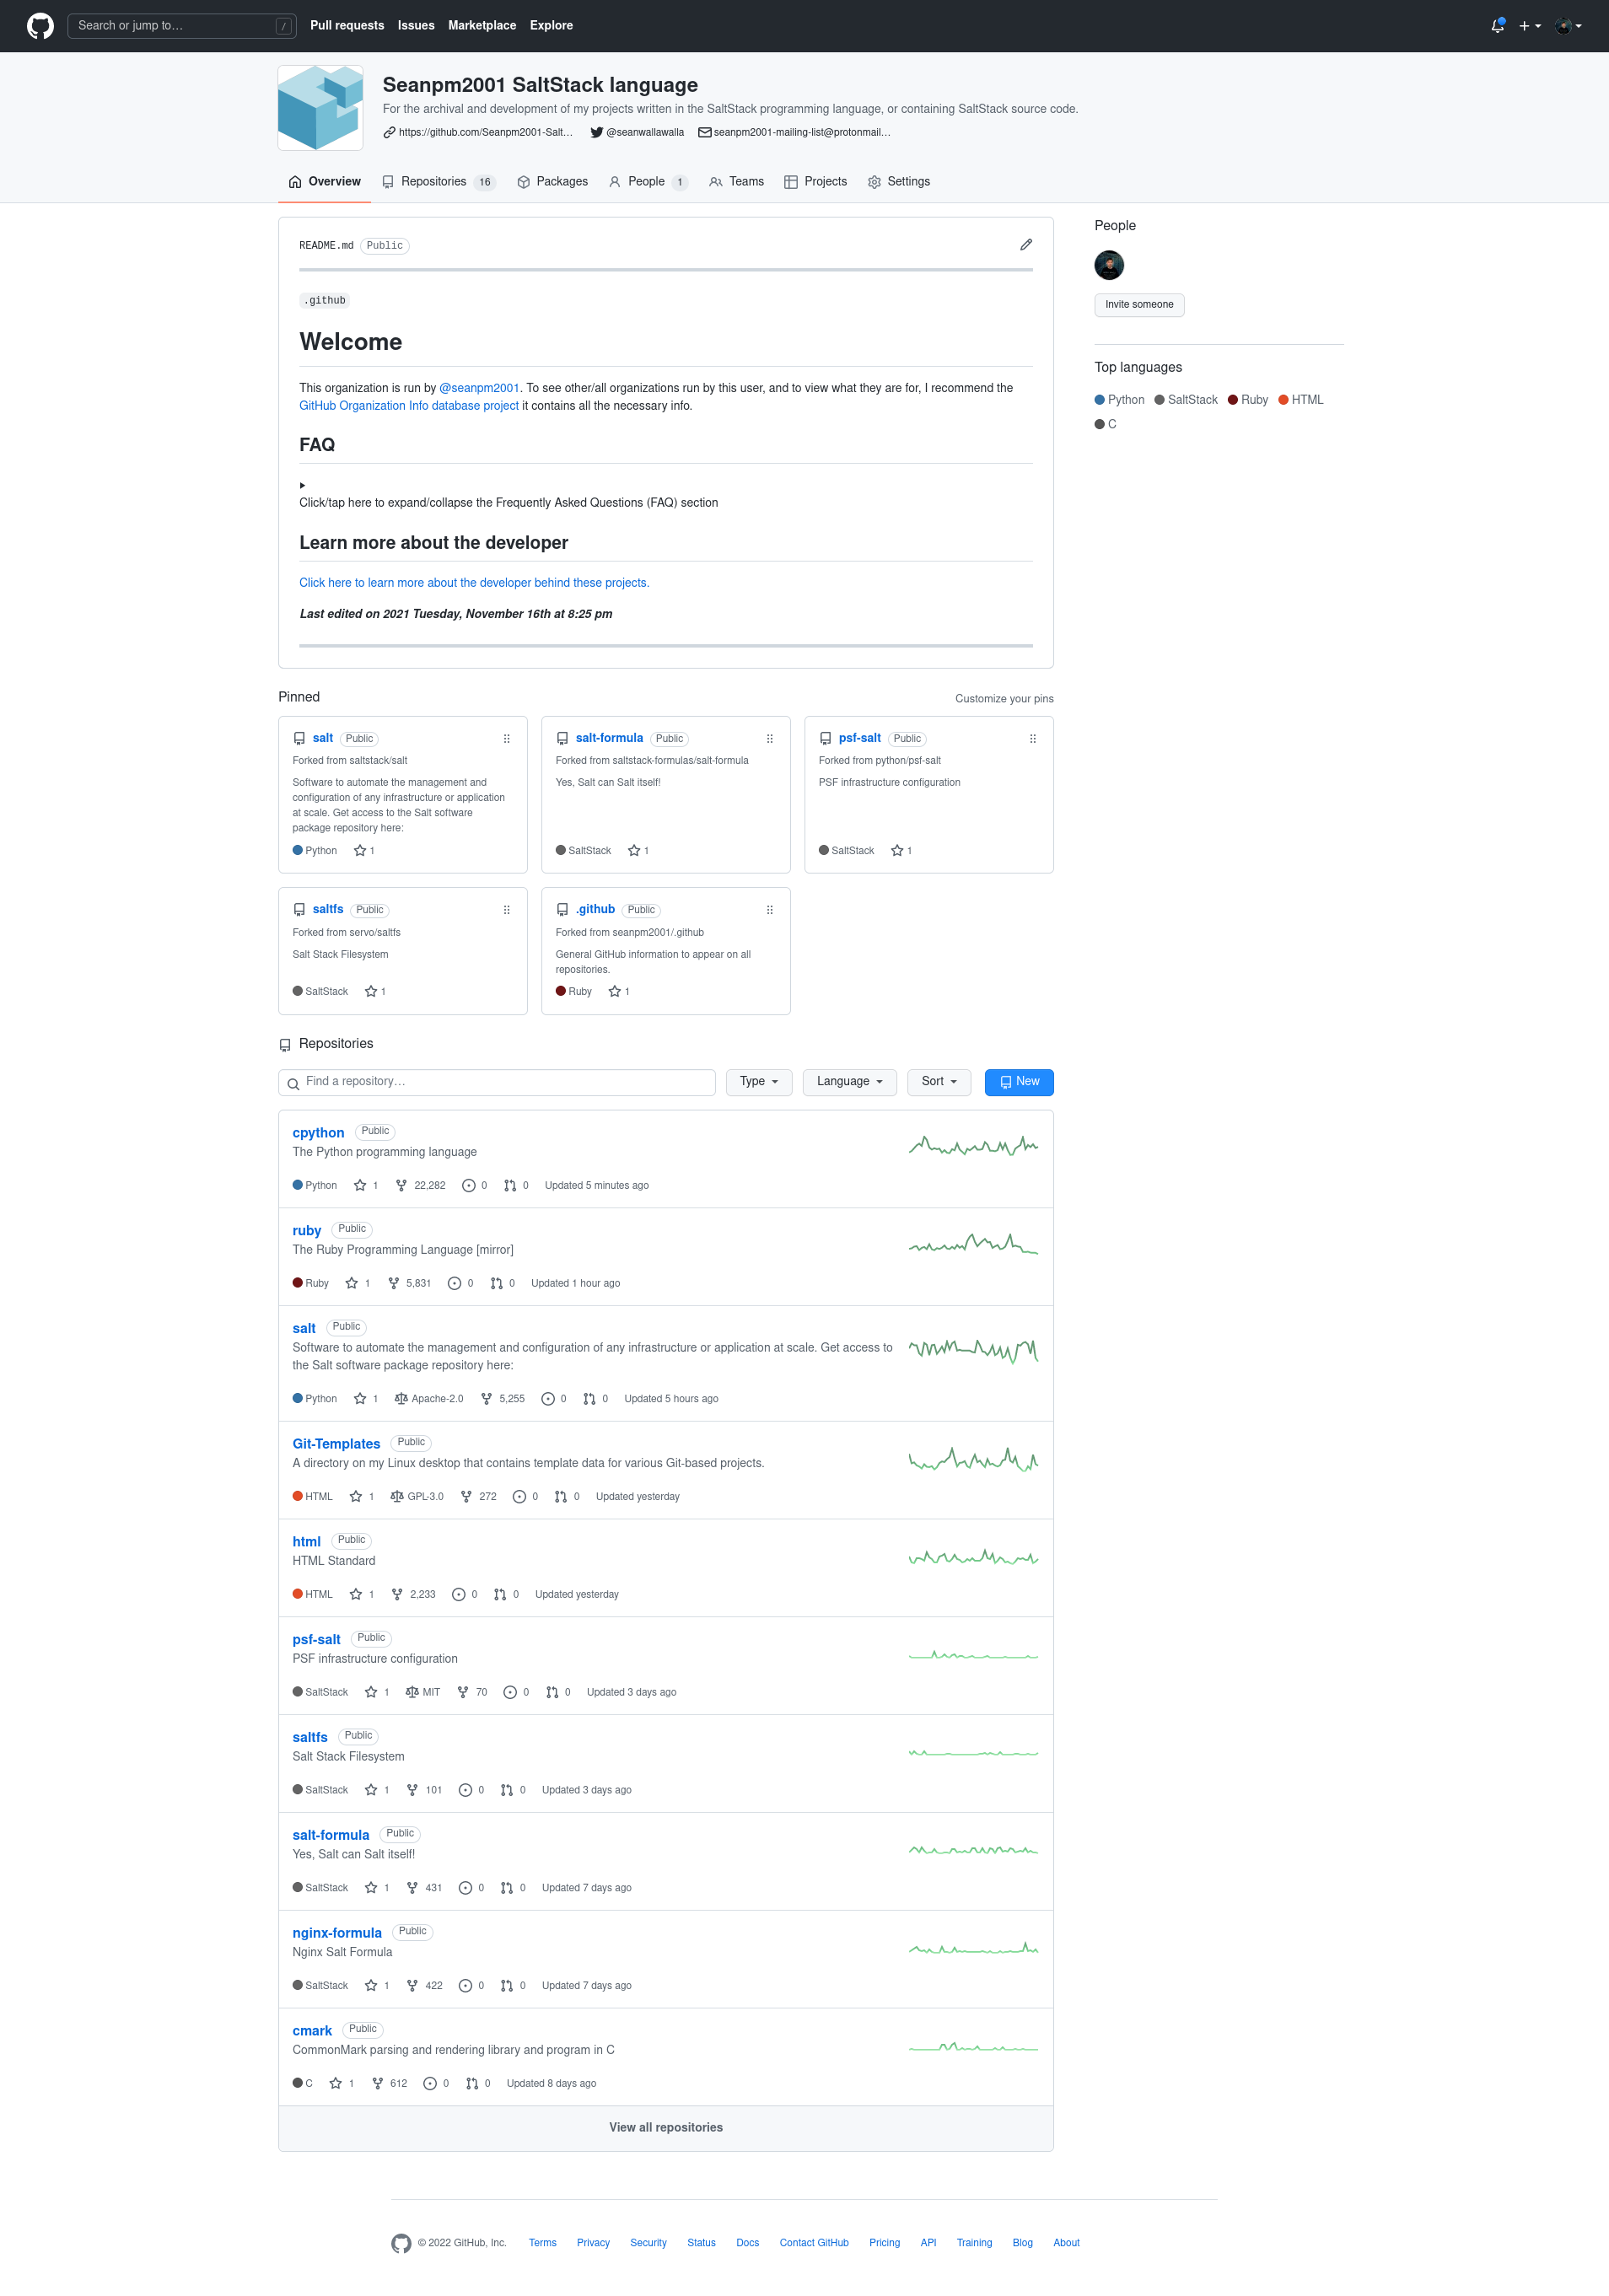 Search or jump to…
/
Pull requests Issues Marketplace Explore
Seanpm2001 SaltStack language
For the archival and development of my projects written in the SaltStack programming language, or containing SaltStack source code.
https://github.com/Seanpm2001-Salt… @seanwallawalla seanpm2001-mailing-list@protonmail…
Overview Repositories 16 Packages People 1 Teams Projects Settings
README.md Public
.github
Welcome
This organization is run by @seanpm2001. To see other/all organizations run by this user, and to view what they are for, I recommend the
GitHub Organization Info database project it contains all the necessary info.
FAQ
Click/tap here to expand/collapse the Frequently Asked Questions (FAQ) section
Learn more about the developer
Click here to learn more about the developer behind these projects.
Last edited on 2021 Tuesday, November 16th at 8:25 pm
People
Invite someone
Top languages
Python SaltStack Ruby HTML
C
Pinned
Customize your pins
salt Public
Forked from saltstack/salt
Software to automate the management and
configuration of any infrastructure or application
at scale. Get access to the Salt software
package repository here:
Python 1
salt-formula Public
Forked from saltstack-formulas/salt-formula
Yes, Salt can Salt itself!
SaltStack 1
psf-salt Public
Forked from python/psf-salt
PSF infrastructure configuration
SaltStack 1
saltfs Public
Forked from servo/saltfs
Salt Stack Filesystem
SaltStack 1
.github Public
Forked from seanpm2001/.github
General GitHub information to appear on all
repositories.
Ruby 1
Repositories
Find a repository…
Type Language Sort New
cpython Public
The Python programming language
Python 1 22,282 0 0 Updated 5 minutes ago
ruby Public
The Ruby Programming Language [mirror]
Ruby 1 5,831 0 0 Updated 1 hour ago
salt Public
Software to automate the management and configuration of any infrastructure or application at scale. Get access to
the Salt software package repository here:
Python 1 Apache-2.0 5,255 0 0 Updated 5 hours ago
Git-Templates Public
A directory on my Linux desktop that contains template data for various Git-based projects.
HTML 1 GPL-3.0 272 0 0 Updated yesterday
html Public
HTML Standard
HTML 1 2,233 0 0 Updated yesterday
psf-salt Public
PSF infrastructure configuration
SaltStack 1 MIT 70 0 0 Updated 3 days ago
saltfs Public
Salt Stack Filesystem
SaltStack 1 101 0 0 Updated 3 days ago
salt-formula Public
Yes, Salt can Salt itself!
SaltStack 1 431 0 0 Updated 7 days ago
nginx-formula Public
Nginx Salt Formula
SaltStack 1 422 0 0 Updated 7 days ago
cmark Public
CommonMark parsing and rendering library and program in C
C 1 612 0 0 Updated 8 days ago
View all repositories
© 2022 GitHub, Inc. Terms Privacy Security Status Docs Contact GitHub Pricing API Training Blog About